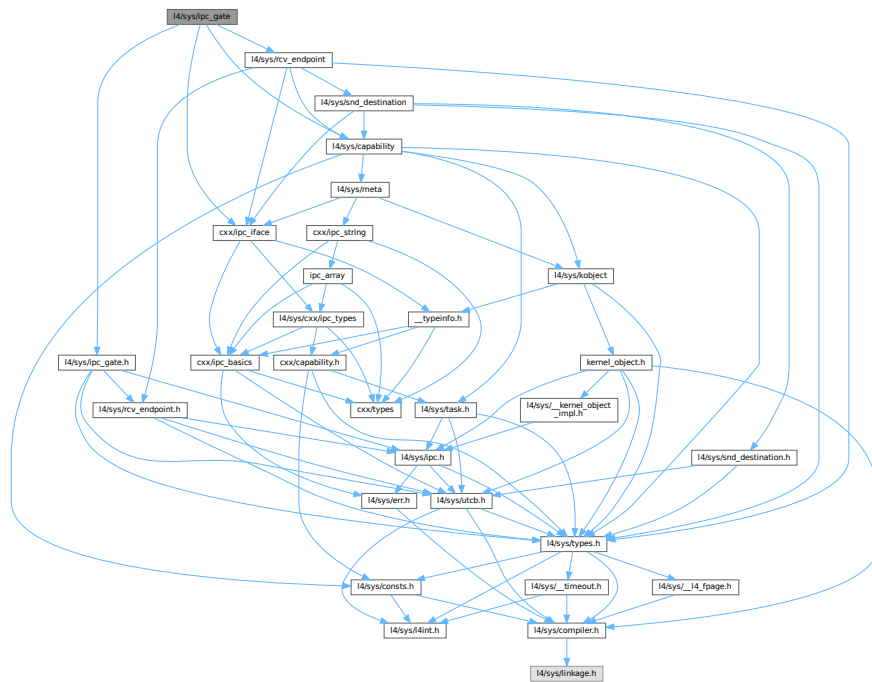 l4/sys/ipc_gate
l4/sys/rcv_endpoint
l4/sys/snd_destination
l4/sys/capability
l4/sys/meta
cxx/ipc_iface
cxx/ipc_string
ipc_array
l4/sys/kobject
l4/sys/cxx/ipc_types
__typeinfo.h
l4/sys/ipc_gate.h
cxx/ipc_basics
cxx/capability.h
kernel_object.h
l4/sys/rcv_endpoint.h
cxx/types
l4/sys/task.h
l4/sys/__kernel_object
_impl.h
l4/sys/ipc.h
l4/sys/snd_destination.h
l4/sys/err.h
l4/sys/utcb.h
l4/sys/types.h
l4/sys/consts.h
l4/sys/__timeout.h
l4/sys/__l4_fpage.h
l4/sys/l4int.h
l4/sys/compiler.h
l4/sys/linkage.h